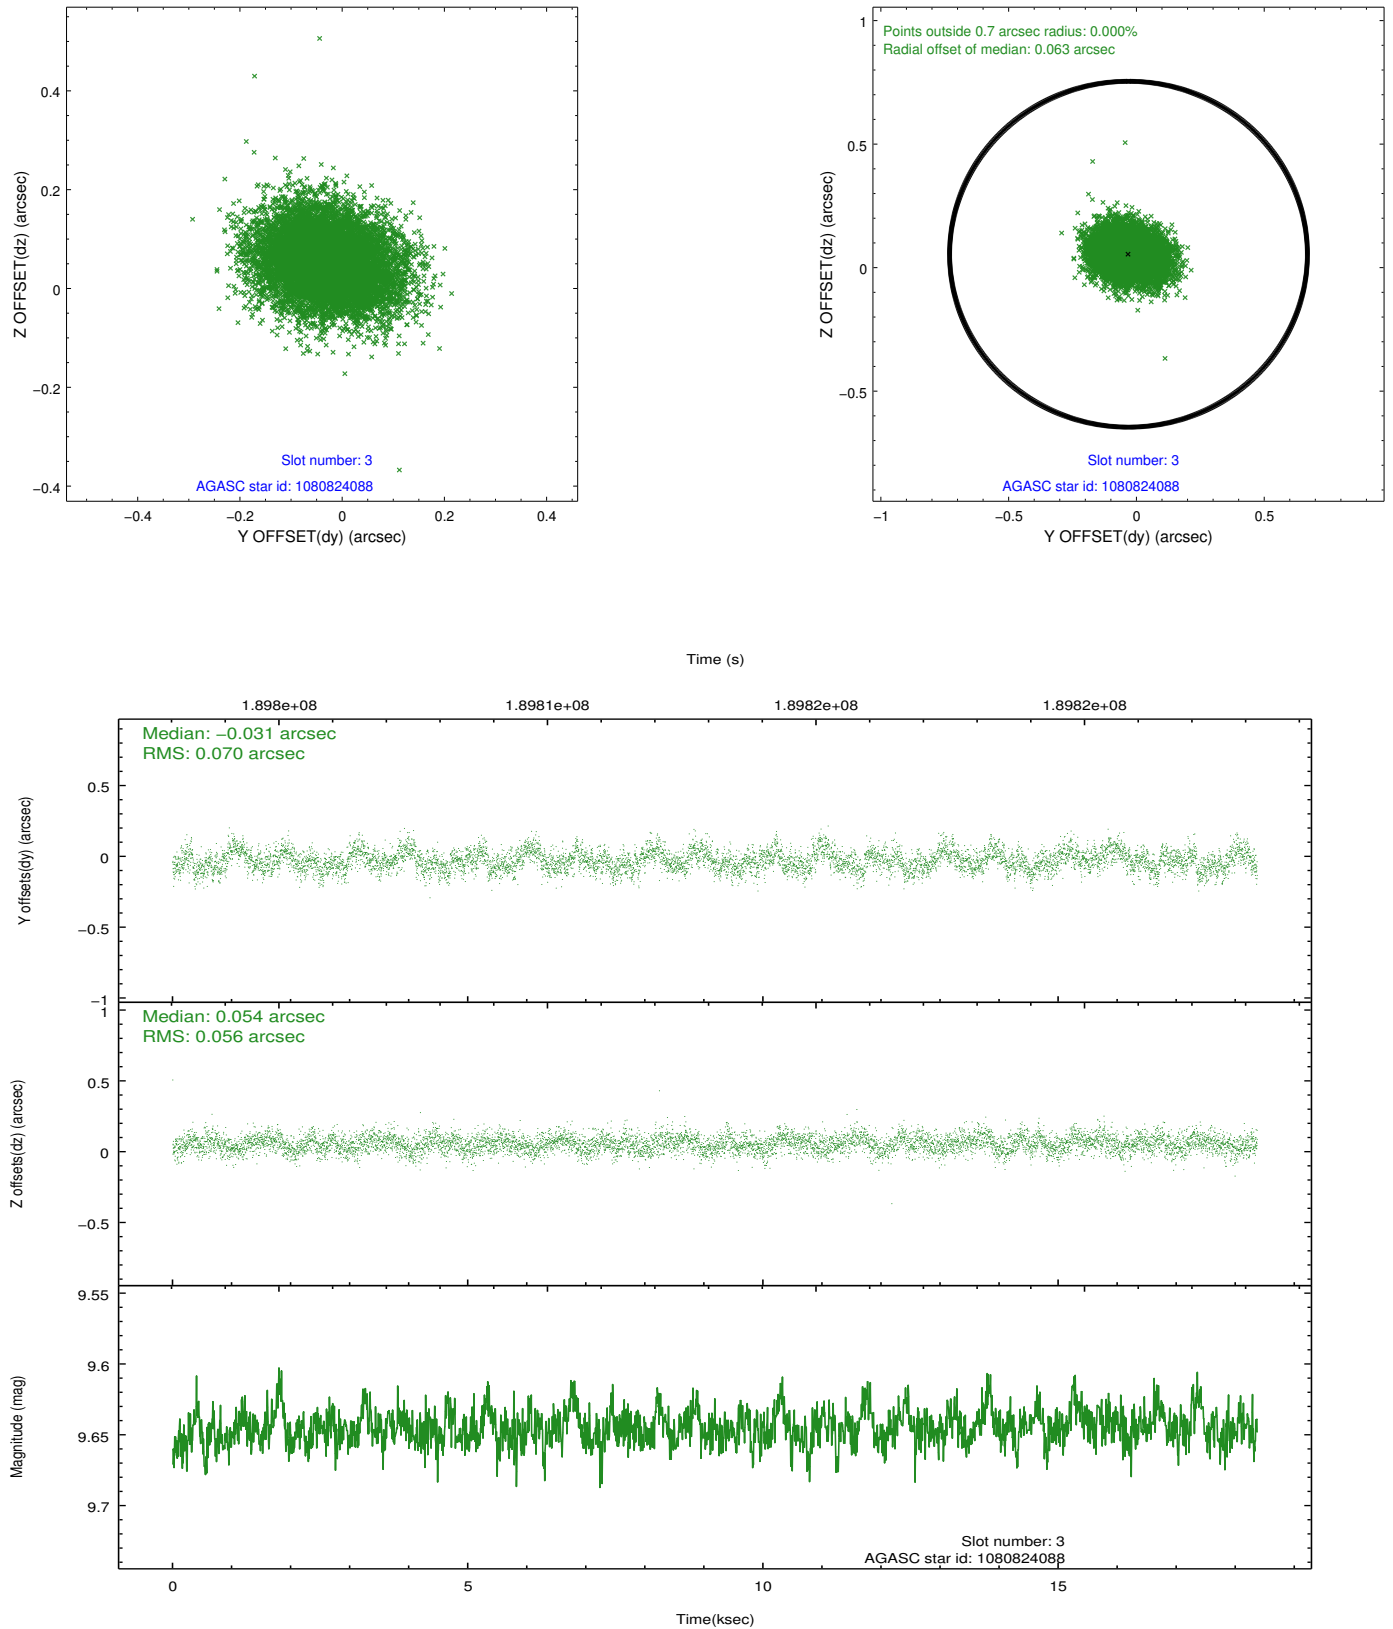 0.4
0.2
0
−0.2
−0.4
Z OFFSET(dz) (arcsec)
Slot number: 3
AGASC star id: 1080824088
−0.4 −0.2 0 0.2 0.4
Y OFFSET(dy) (arcsec)
Points outside 0.7 arcsec radius: 0.000%
Radial offset of median: 0.063 arcsec
1
0.5
0
−0.5
Z OFFSET(dz) (arcsec)
Slot number: 3
AGASC star id: 1080824088
−1 −0.5 0 0.5
Y OFFSET(dy) (arcsec)
Time (s)
1.898e+08 1.8981e+08 1.8982e+08 1.8982e+08
Median: −0.031 arcsec
RMS: 0.070 arcsec
0.5
0
−0.5
−1
Y offsets(dy) (arcsec)
Median: 0.054 arcsec
RMS: 0.056 arcsec
1
0.5
0
−0.5
Z offsets(dz) (arcsec)
9.55
9.6
9.65
9.7
Magnitude (mag)
Slot number: 3
AGASC star id: 1080824088
0 5 10 15
Time(ksec)